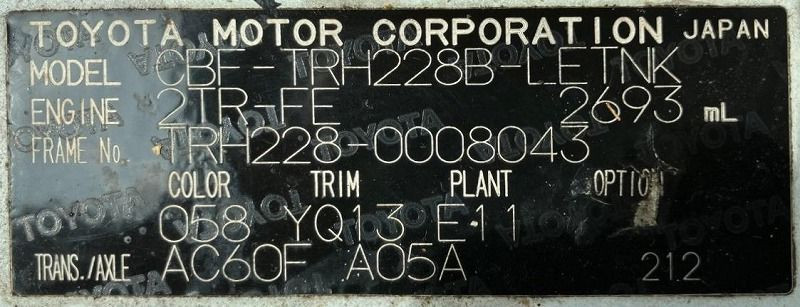 TOYOTA MOTOR CORPORATION JAPAN
MODEL CBF-TRH228B-LETNK
ENGINE 2TR-FE 2693 mL
FRAME No. TRH228-0008043
COLOR TRIM PLANT OPTION
058 YQ13 E11
TRANS./AXLE AC60F A05A 212